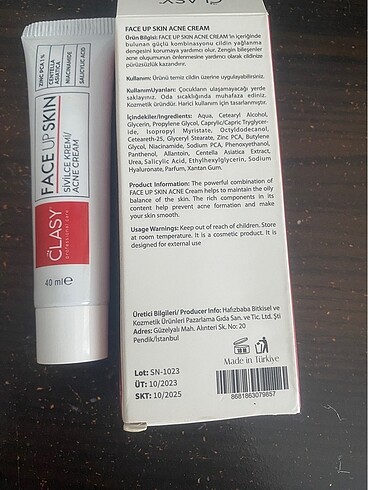 CLASY
FACE UP SKIN ACNE CREAM
Ürün Bilgisi: FACE UP SKIN ACNE CREAM'in içeriğinde
bulunan güçlü kombinasyonu cildin yağlanma
dengesini korumaya yardımcı olur. Zengin bileşenler
akne oluşumunun önlenmesine yardımcı olarak cildinize
pürüzsüzlük kazandırır.
Kullanım: Ürünü temiz cildin üzerine uygulayabilirsiniz.
KullanımUyarıları: Çocukların ulaşamayacağı yerde
saklayınız. Oda sıcaklığında muhafaza ediniz.
Kozmetik üründür. Harici kullanım için tasarlanmıştır.
İçindekiler/Ingredients: Aqua, Cetearyl Alcohol,
Glycerin, Propylene Glycol, Caprylic/Capric Tryglycer-
ide, Isopropyl Myristate, Octyldodecanol,
Ceteareth-25, Glyceryl Stearate, Zinc PCA, Butylene
Glycol, Niacinamide, Sodium PCA, Phenoxyethanol,
Panthenol, Allantoin, Centella Asiatica Extract,
Urea, Salicylic Acid, Ethylhexylglycerin, Sodium
Hyaluronate, Parfum, Xantan Gum.
Product Information: The powerful combination of
FACE UP SKIN ACNE Cream helps to maintain the oily
balance of the skin. The rich components in its
content help prevent acne formation and make
your skin smooth.
Usage Warnings: Keep out of reach of children. Store
at room temperature. It is a cosmetic product. It is
designed for external use
Üretici Bilgileri/ Producer Info: Hafızbaba Bitkisel ve
Kozmetik Ürünleri Pazarlama Gıda San. ve Tic. Ltd. Şti
Adres: Güzelyalı Mah. Alınteri Sk. No: 20
Pendik/İstanbul
Made in Türkiye
Lot: SN-1023
ÜT: 10/2023
SKT: 10/2025
8681863079857
ZINC (PCA) %
CENTELLA
ASIATICA
NIACINAMIDE
SALICYLIC ACID
FACE UP SKIN
SİVİLCE KREMİ/
ACNE CREAM
CLASY
40 ml e